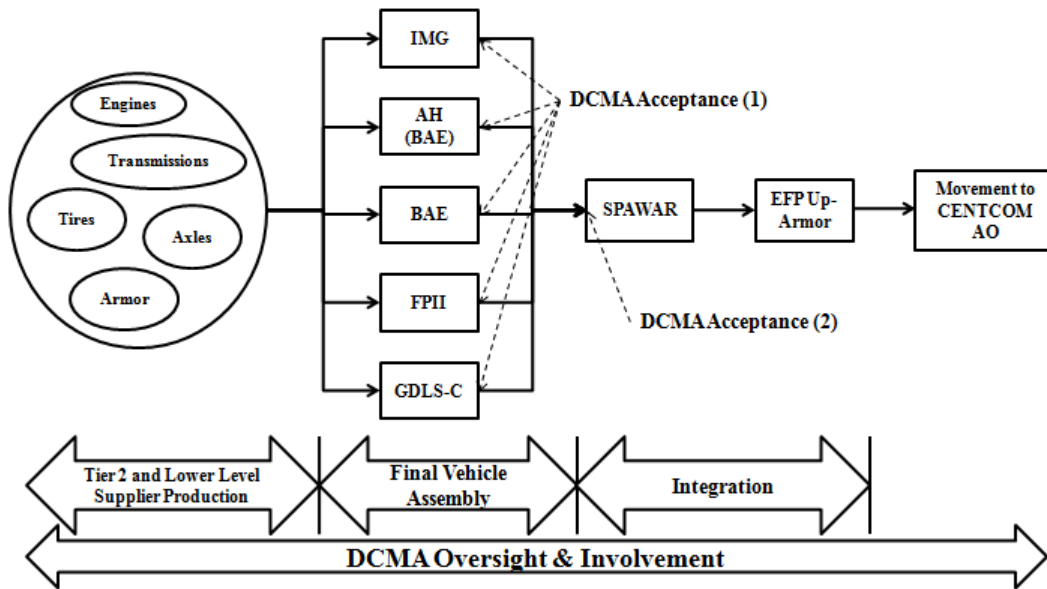 Engines
Transmissions
Tires
Axles
Armor
IMG
AH
(BAE)
BAE
FPII
GDLS-C
DCMA Acceptance (1)
SPAWAR
EFP Up-
Armor
Movement to
CENTCOM
AO
DCMA Acceptance (2)
Tier 2 and Lower Level
Supplier Production
Final Vehicle
Assembly
Integration
DCMA Oversight & Involvement